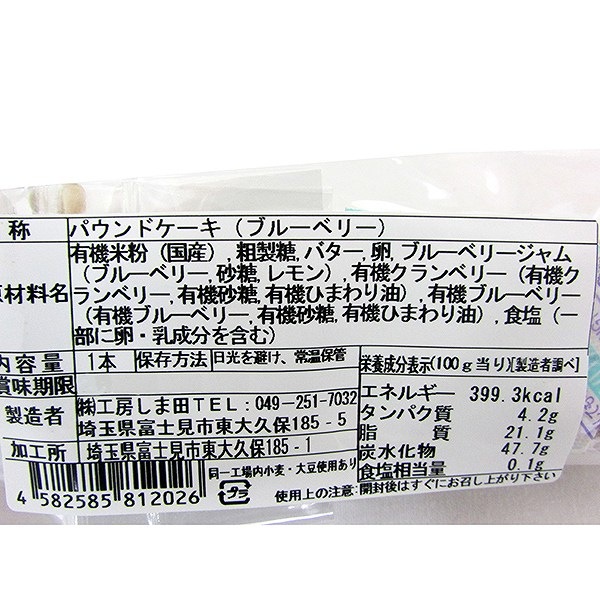 称 パウンドケーキ（ブルーベリー）
原材料名 有機米粉（国産）,粗製糖,バター,卵,ブルーベリージャム
（ブルーベリー,砂糖,レモン）,有機クランベリー（有機ク
ランベリー,有機砂糖,有機ひまわり油）,有機ブルーベリー
（有機ブルーベリー,有機砂糖,有機ひまわり油）,食塩（一
部に卵・乳成分を含む）
内容量 1本 保存方法 日光を避け、常温保管
賞味期限
製造者 ㈱工房しま田TEL：049-251-7032
埼玉県富士見市東大久保185-5
加工所 埼玉県富士見市東大久保185-1
栄養成分表示(100g当り)[製造者調べ]
エネルギー 399.3kcal
タンパク質 4.2g
脂質 21.1g
炭水化物 47.7g
食塩相当量 0.1g
同一工場内小麦・大豆使用あり
プラ
使用上の注意:開封後はすぐにお召し上がり下さい
4 582585 812026